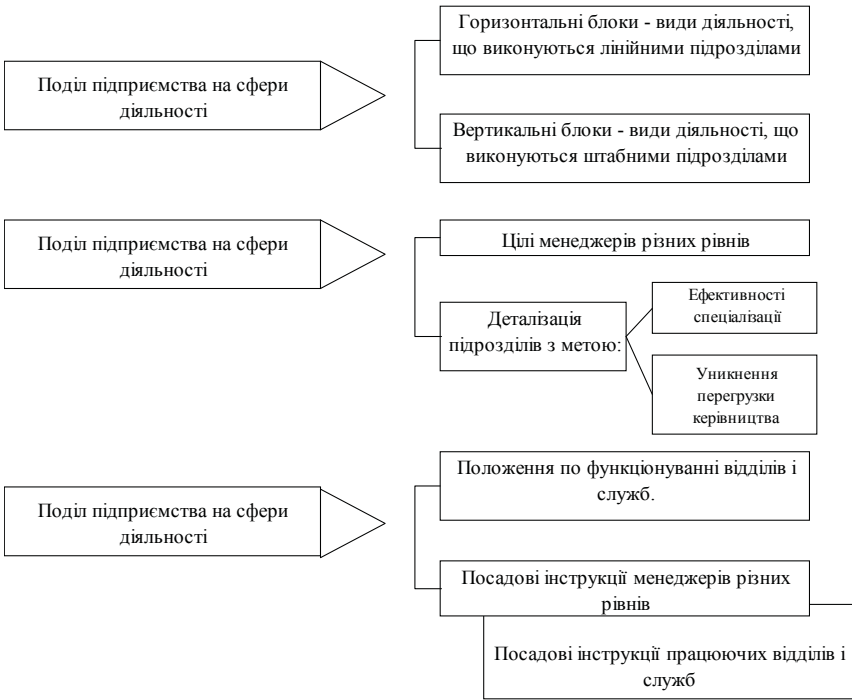 Горизонтальні блоки - види діяльності,
що виконуються лінійними підрозділами
Поділ підприємства на сфери
діяльності
Вертикальні блоки - види діяльності, що
виконуються штабними підрозділами
Поділ підприємства на сфери
діяльності
Цілі менеджерів різних рівнів
Деталізація
підрозділів з метою:
Ефективності
спеціалізації
Уникнення
перегрузки
керівництва
Поділ підприємства на сфери
діяльності
Положення по функціонуванні відділів і
служб.
Посадові інструкції менеджерів різних
рівнів
Посадові інструкції працюючих відділів і
служб